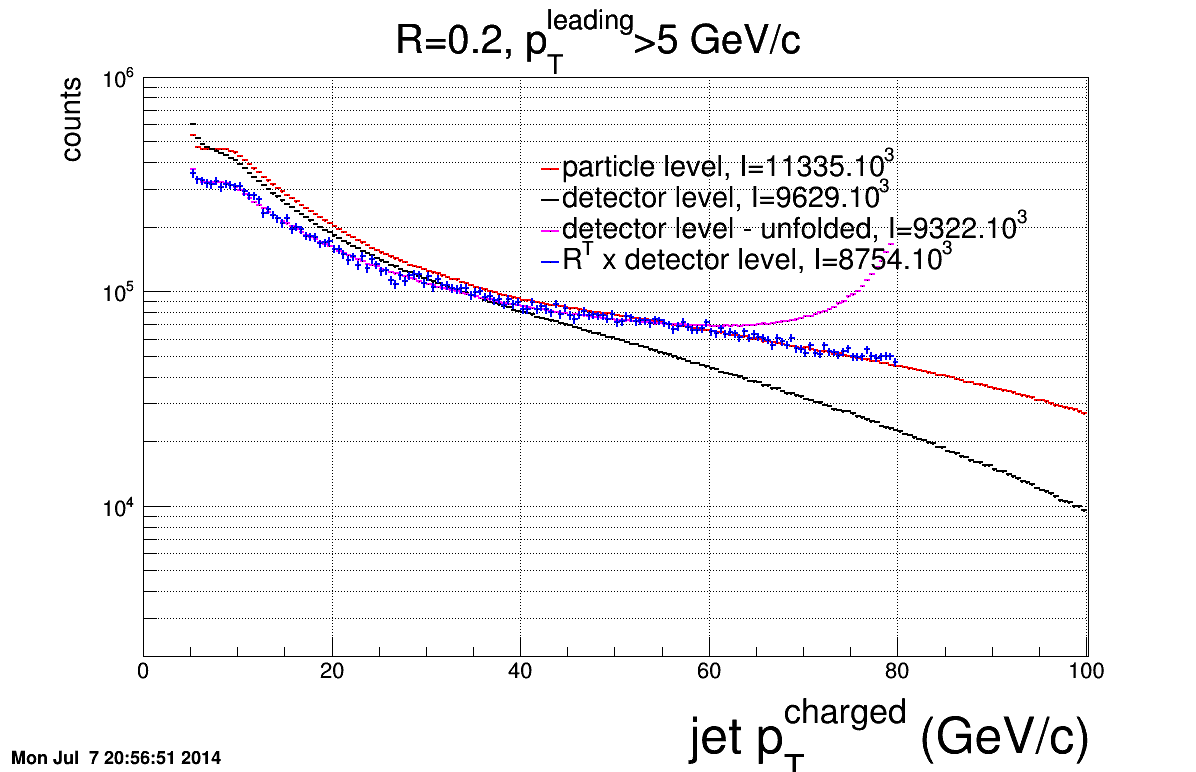 R=0.2, p_T^leading>5 GeV/c
counts
10^6
10^5
10^4
particle level, I=11335.10^3
detector level, I=9629.10^3
detector level - unfolded, I=9322.10^3
R^T x detector level, I=8754.10^3
0 20 40 60 80 100
jet p_T^charged (GeV/c)
Mon Jul 7 20:56:51 2014